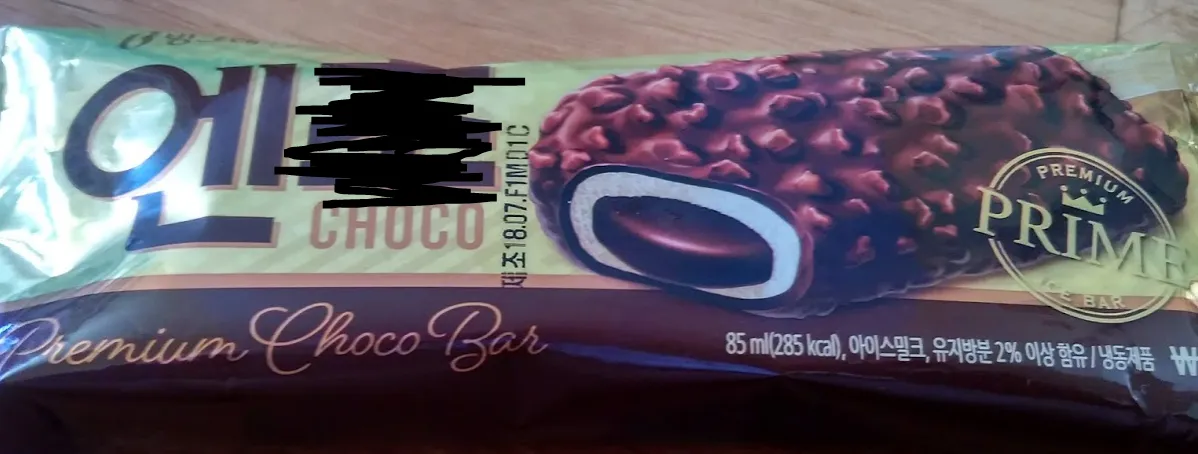 엔
CHOCO
제조18.07.F1M01C
PREMIUM
PRIME
ICE BAR
Premium Choco Bar
85 ml(285 kcal), 아이스밀크, 유지방분 2% 이상 함유 / 냉동제품 ₩